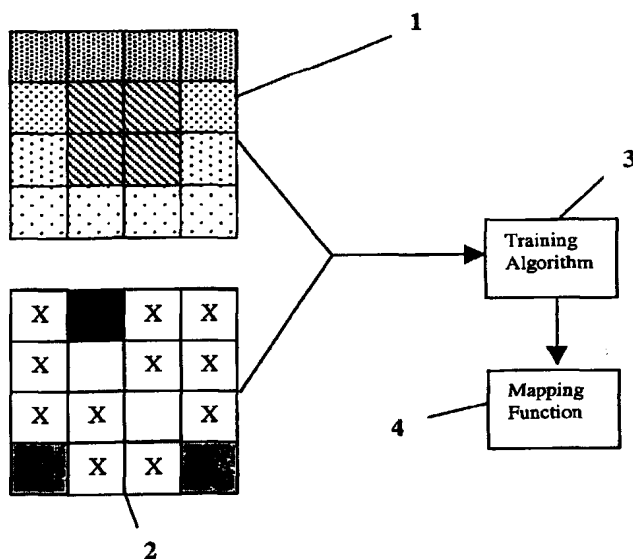 1
3
Training
Algorithm
X X X
X X X
X X X
X X
Mapping
Function
4
2